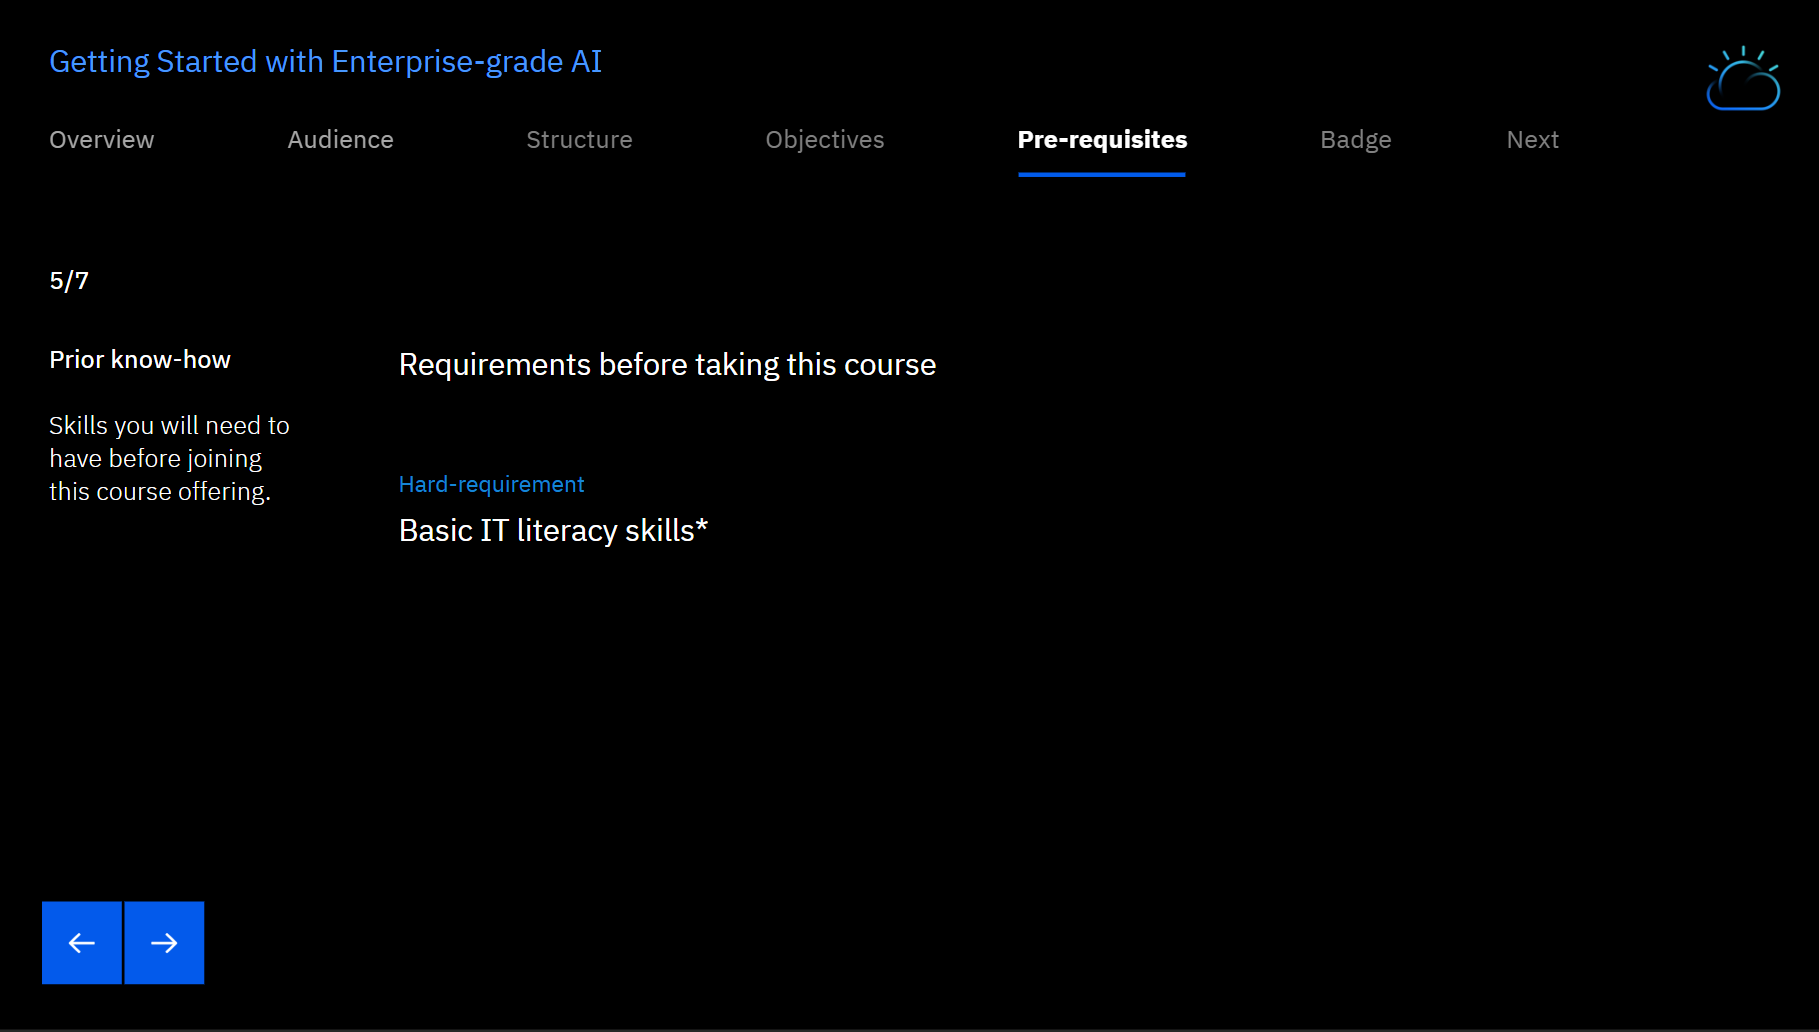 Getting Started with Enterprise-grade AI
Overview
Audience
Structure
Objectives
Pre-requisites
Badge
Next
5/7
Prior know-how
Skills you will need to
have before joining
this course offering.
Requirements before taking this course
Hard-requirement
Basic IT literacy skills*